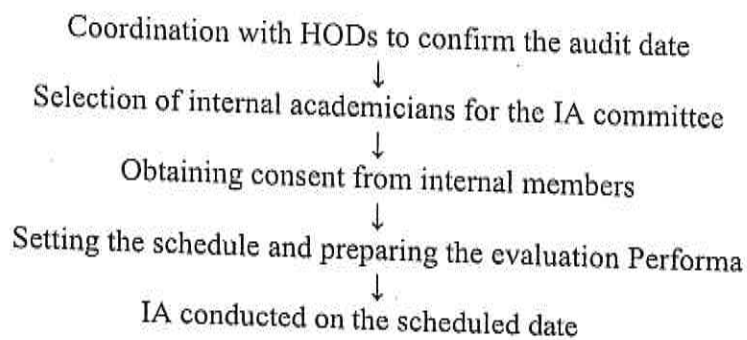 Coordination with HODs to confirm the audit date
↓
Selection of internal academicians for the IA committee
↓
Obtaining consent from internal members
↓
Setting the schedule and preparing the evaluation Performa
↓
IA conducted on the scheduled date